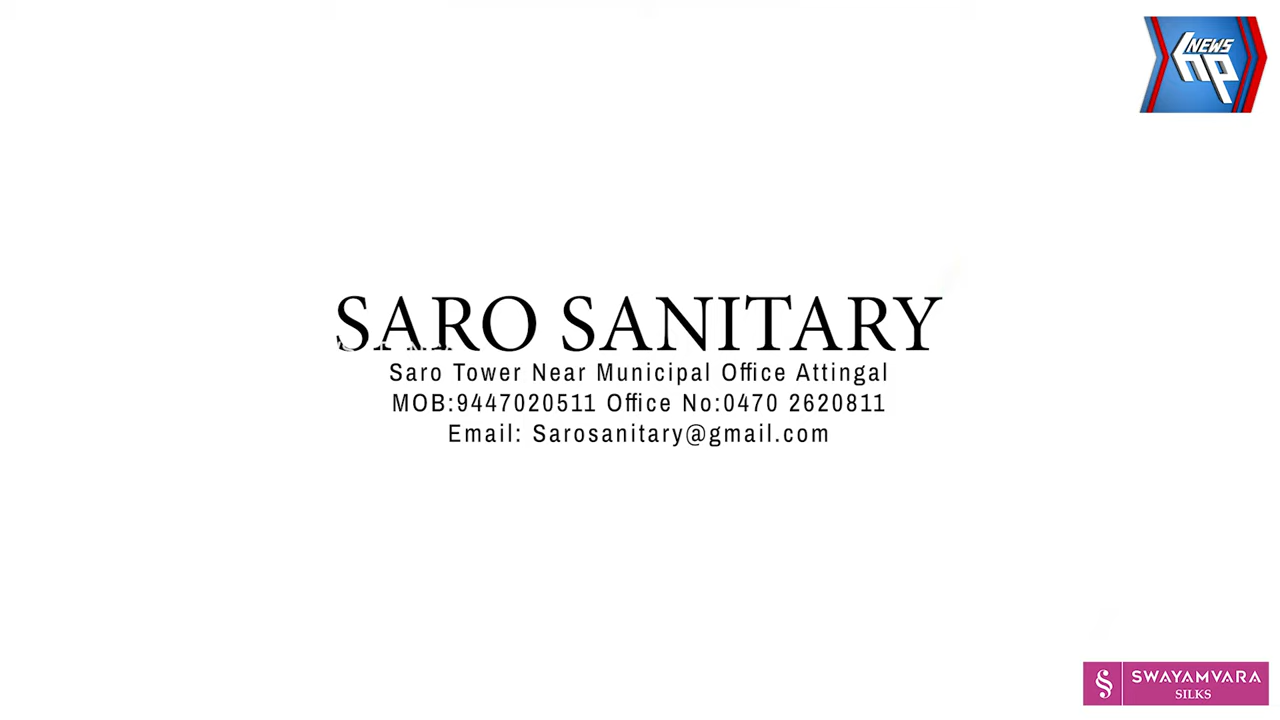 NEWS
hp
SARO SANITARY
Saro Tower Near Municipal Office Attingal
MOB:9447020511 Office No:0470 2620811
Email: Sarosanitary@gmail.com
SWAYAMVARA
SILKS